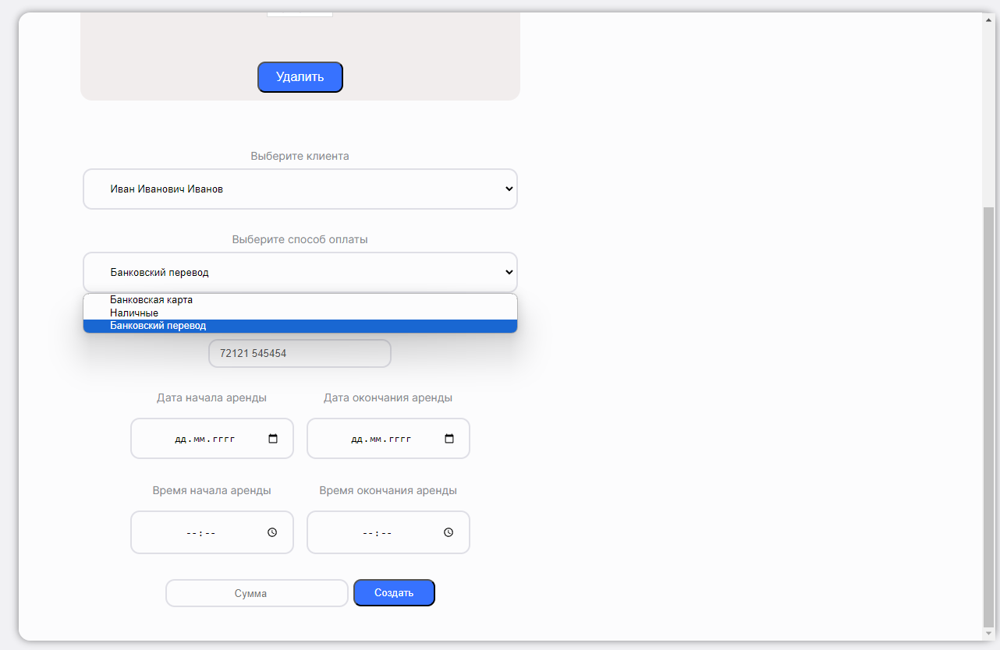 Удалить
Выберите клиента
Иван Иванович Иванов
Выберите способ оплаты
Банковский перевод
Банковская карта
Наличные
Банковский перевод
72121 545454
Дата начала аренды Дата окончания аренды
дд.мм.гггг дд.мм.гггг
Время начала аренды Время окончания аренды
--:-- --:--
Сумма Создать